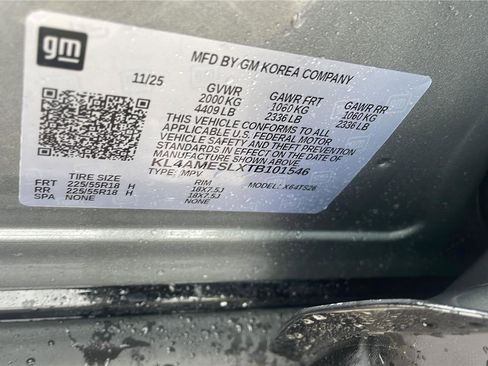 gm
MFD BY GM KOREA COMPANY
11/25 GVWR GAWR FRT GAWR RR
2000 KG 1060 KG 1060 KG
4409 LB 2336 LB 2336 LB
THIS VEHICLE CONFORMS TO ALL
APPLICABLE U.S. FEDERAL MOTOR
VEHICLE SAFETY AND THEFT PREVENTION
STANDARDS IN EFFECT ON THE DATE OF
MANUFACTURE SHOWN ABOVE.
KL4AMESLXTB101546
TYPE: MPV MODEL: X64TS26
TIRE SIZE RIM
FRT 225/55R18 H 18X7.5J
RR 225/55R18 H 18X7.5J
SPA NONE NONE